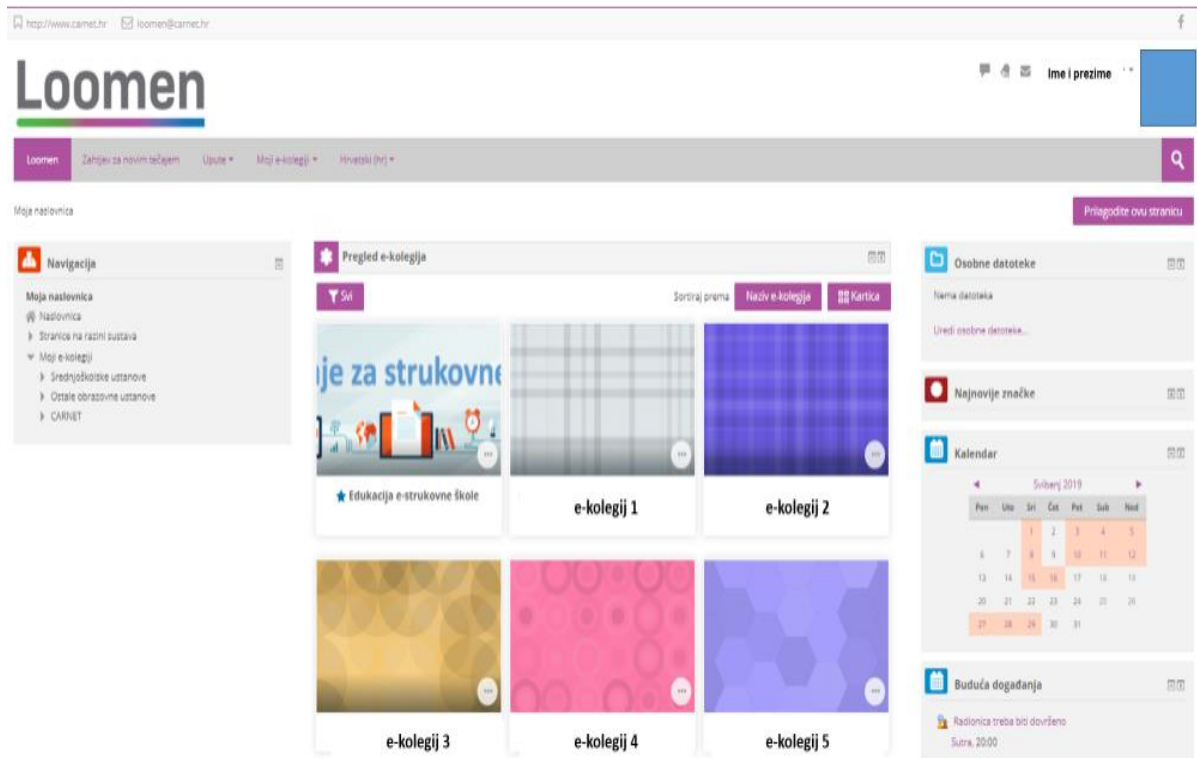 http://www.carnet.hr loomen@carnet.hr
Loomen
Ime i prezime
Loomen Zahtjev za novim tečajem Upute Moji e-kolegiji Hrvatski (hr)
Moja naslovnica
Prilagodite ovu stranicu
Navigacija
Moja naslovnica
Naslovnica
Stranice na razini sustava
Moji e-kolegiji
Srednjoškolske ustanove
Ostale obrazovne ustanove
CARNET
Pregled e-kolegija
Svi Sortiraj prema Naziv e-kolegija Kartica
je za strukovne
Edukacija e-strukovne škole
e-kolegij 1
e-kolegij 2
e-kolegij 3
e-kolegij 4
e-kolegij 5
Osobne datoteke
Nema datoteka
Uredi osobne datoteke...
Najnovije značke
Kalendar
Svibanj 2019
Pon Uto Sri Čet Pet Sub Ned
1 2 3 4 5
6 7 8 9 10 11 12
13 14 15 16 17 18 19
20 21 22 23 24 25 26
27 28 29 30 31
Buduća događanja
Radionica treba biti dovršeno
Sutra, 20:00